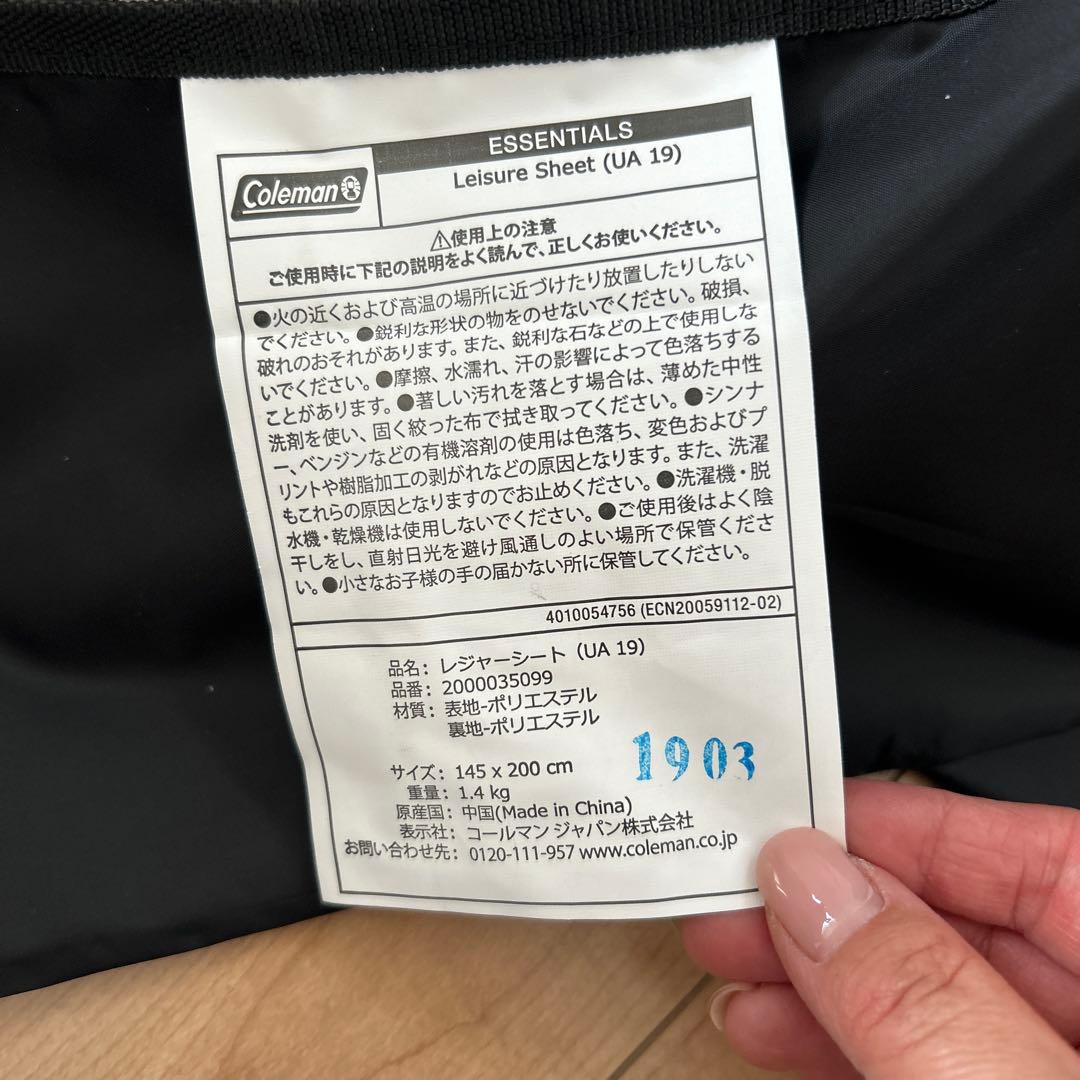 ESSENTIALS
Coleman
Leisure Sheet (UA 19)
⚠使用上の注意
ご使用時に下記の説明をよく読んで、正しくお使いください。
●火の近くおよび高温の場所に近づけたり放置したりしない
でください。●鋭利な形状の物をのせないでください。破損、
破れのおそれがあります。また、鋭利な石などの上で使用しな
いでください。●摩擦、水濡れ、汗の影響によって色落ちする
ことがあります。●著しい汚れを落とす場合は、薄めた中性
洗剤を使い、固く絞った布で拭き取ってください。●シンナ
ー、ベンジンなどの有機溶剤の使用は色落ち、変色およびプ
リントや樹脂加工の剥がれなどの原因となります。また、洗濯
もこれらの原因となりますのでお止めください。●洗濯機・脱
水機・乾燥機は使用しないでください。●ご使用後はよく陰
干しをし、直射日光を避け風通しのよい場所で保管くださ
い。●小さなお子様の手の届かない所に保管してください。
4010054756 (ECN20059112-02)
品名：レジャーシート（UA 19）
品番：2000035099
材質：表地-ポリエステル
裏地-ポリエステル
1903
サイズ：145 x 200 cm
重量：1.4 kg
原産国：中国(Made in China)
表示社：コールマン ジャパン株式会社
お問い合わせ先：0120-111-957 www.coleman.co.jp